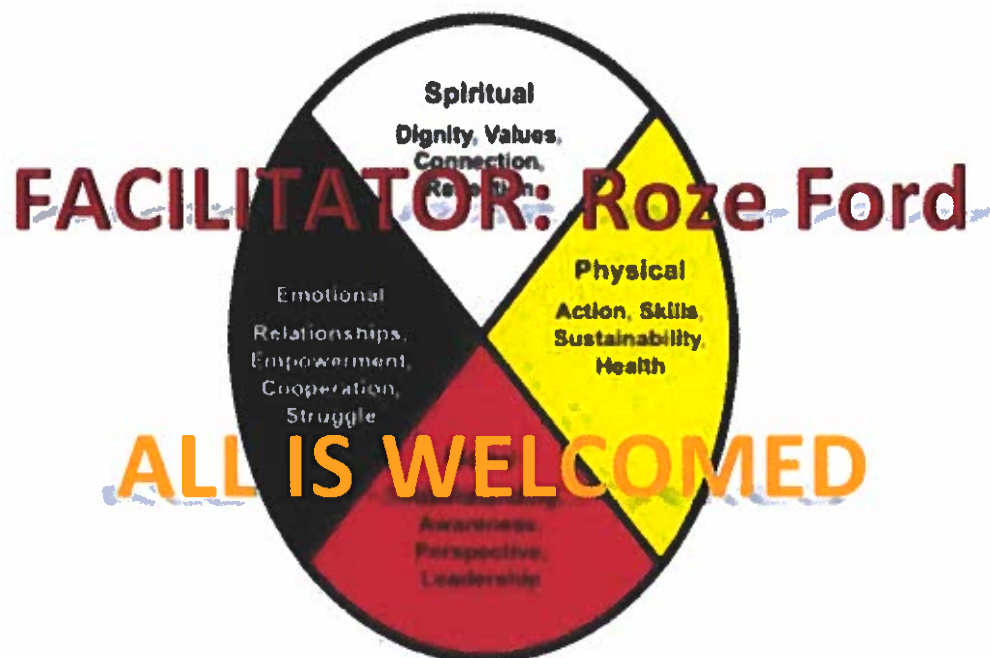 Spiritual
Dignity, Values,
Connection,
FACILITATOR: Roze Ford
Physical
Action, Skills,
Sustainability,
Health
Emotional
Relationships,
Empowerment,
Cooperation,
Struggle
ALL IS WELCOMED
Awareness,
Perspective,
Leadership